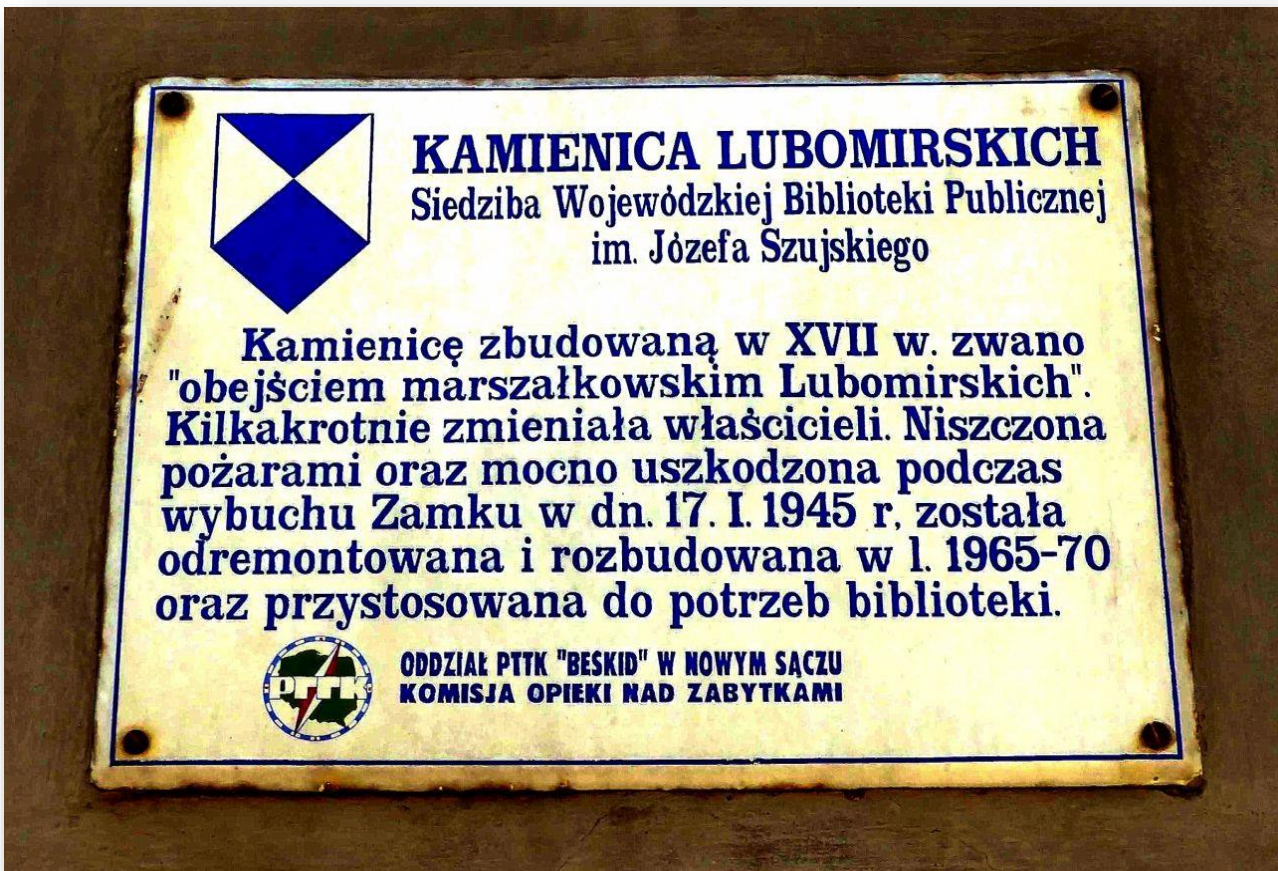 KAMIENICA LUBOMIRSKICH
Siedziba Wojewódzkiej Biblioteki Publicznej
im. Józefa Szujskiego
Kamienicę zbudowaną w XVII w. zwano
"obejściem marszałkowskim Lubomirskich".
Kilkakrotnie zmieniała właścicieli. Niszczona
pożarami oraz mocno uszkodzona podczas
wybuchu Zamku w dn. 17. I. 1945 r. została
odremontowana i rozbudowana w l. 1965-70
oraz przystosowana do potrzeb biblioteki.
PTTK
ODDZIAŁ PTTK "BESKID" W NOWYM SĄCZU
KOMISJA OPIEKI NAD ZABYTKAMI